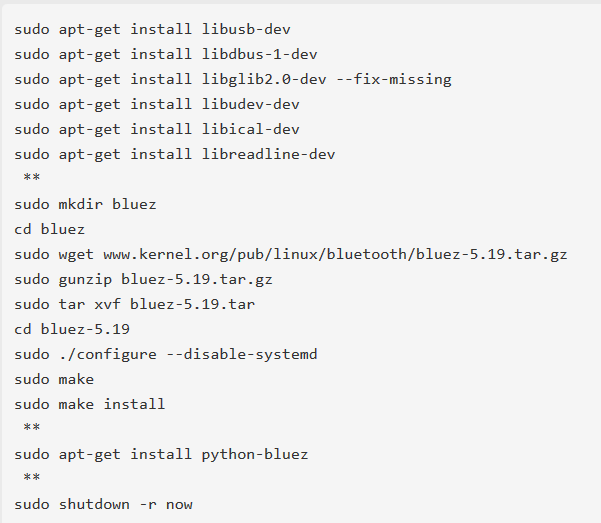 sudo apt-get install libusb-dev
sudo apt-get install libdbus-1-dev
sudo apt-get install libglib2.0-dev --fix-missing
sudo apt-get install libudev-dev
sudo apt-get install libical-dev
sudo apt-get install libreadline-dev
**
sudo mkdir bluez
cd bluez
sudo wget www.kernel.org/pub/linux/bluetooth/bluez-5.19.tar.gz
sudo gunzip bluez-5.19.tar.gz
sudo tar xvf bluez-5.19.tar
cd bluez-5.19
sudo ./configure --disable-systemd
sudo make
sudo make install
**
sudo apt-get install python-bluez
**
sudo shutdown -r now